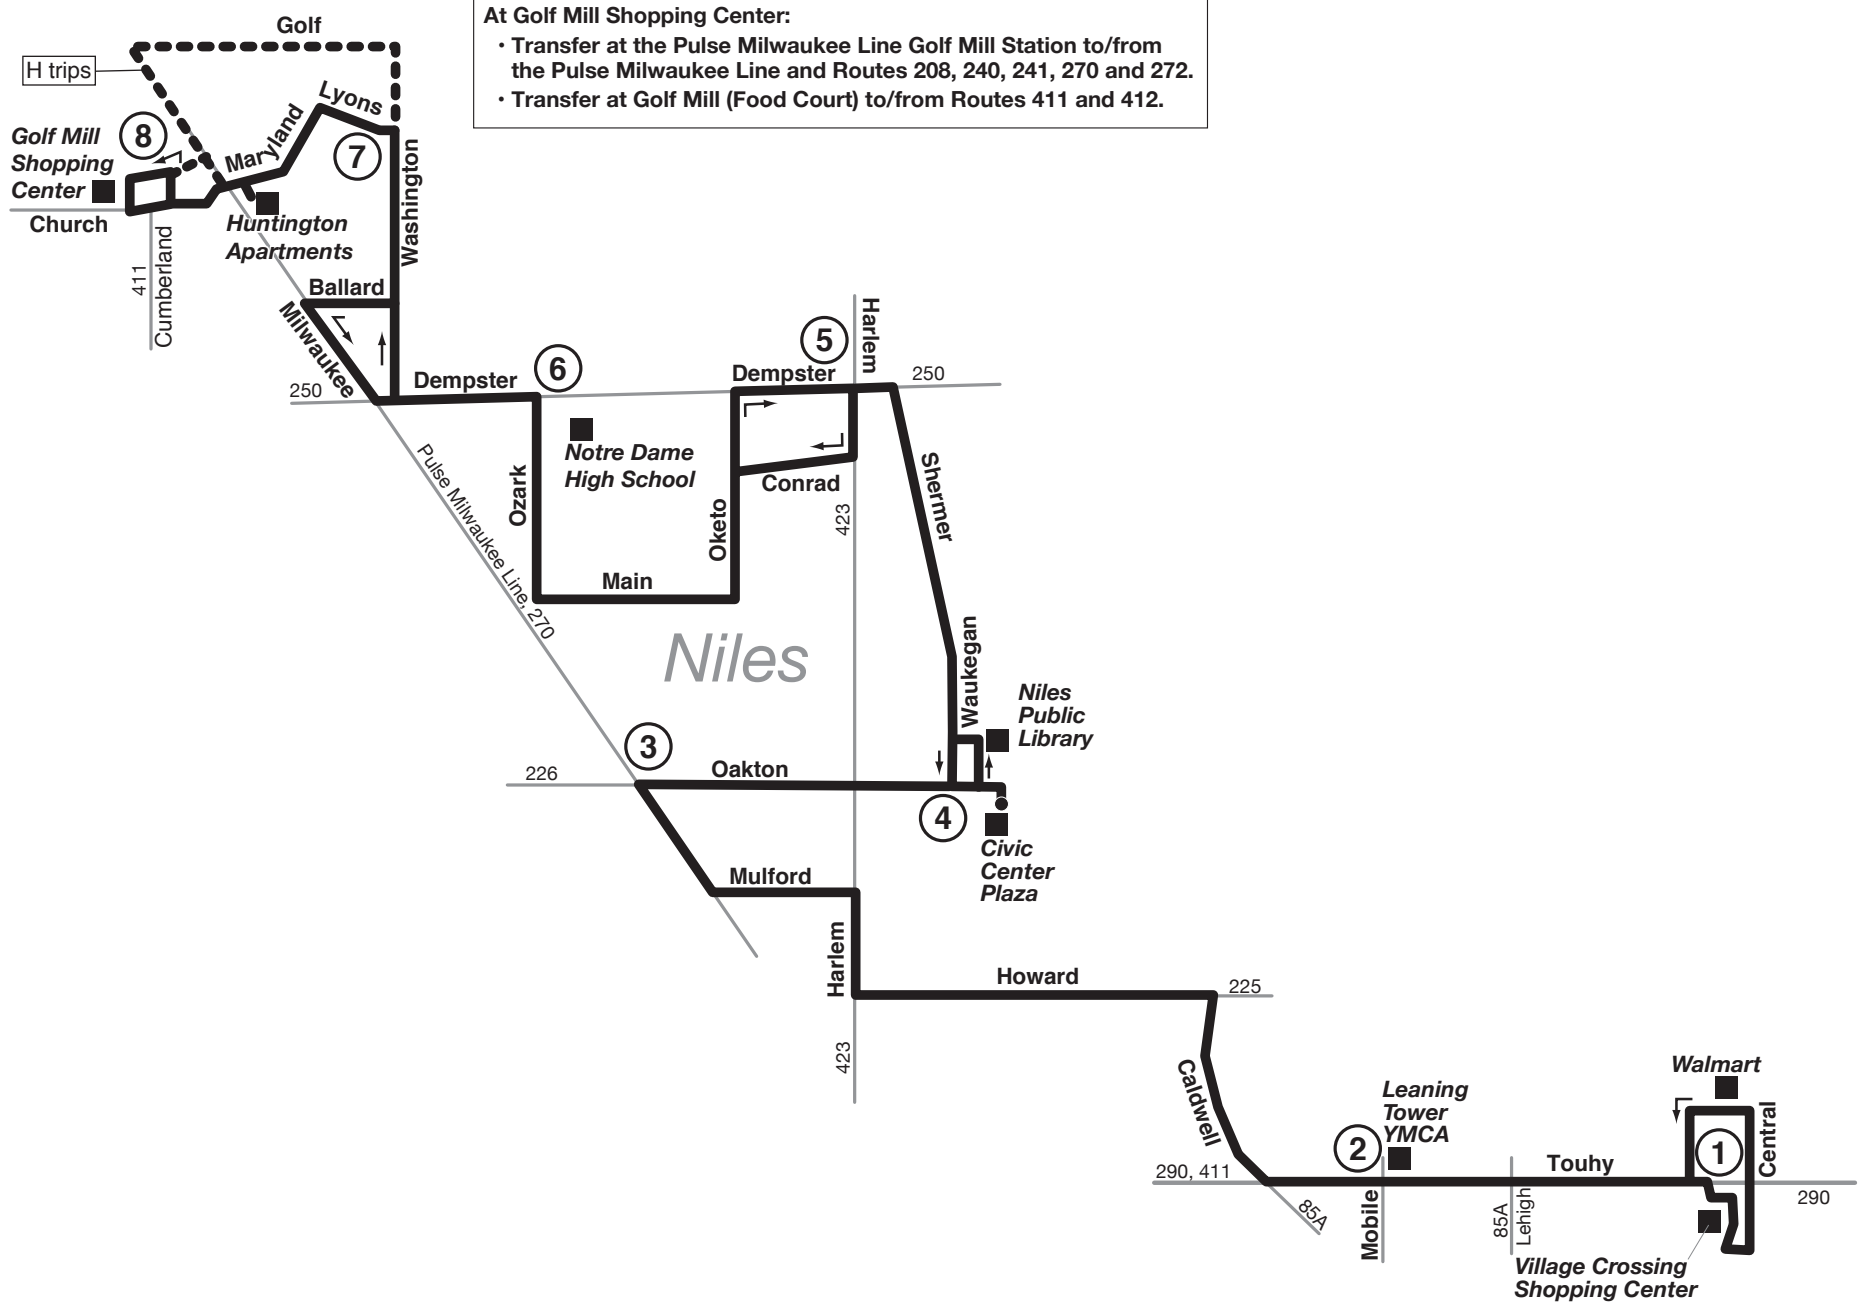 At Golf Mill Shopping Center:
• Transfer at the Pulse Milwaukee Line Golf Mill Station to/from
the Pulse Milwaukee Line and Routes 208, 240, 241, 270 and 272.
• Transfer at Golf Mill (Food Court) to/from Routes 411 and 412.
Golf
H trips
Lyons
Maryland
8
7
Golf Mill
Shopping
Center
Church
Washington
Huntington
Apartments
411
Cumberland
Ballard
Milwaukee
250
Dempster
6
5
Harlem
Dempster
250
Notre Dame
High School
Ozark
Oketo
Conrad
423
Shermer
Main
Pulse Milwaukee Line, 270
Niles
Waukegan
Niles
Public
Library
3
226
Oakton
4
Civic
Center
Plaza
Mulford
Harlem
Howard
225
423
Caldwell
Leaning
Tower
YMCA
2
Walmart
1
Central
290, 411
Touhy
290
85A
Mobile
85A
Lehigh
Village Crossing
Shopping Center